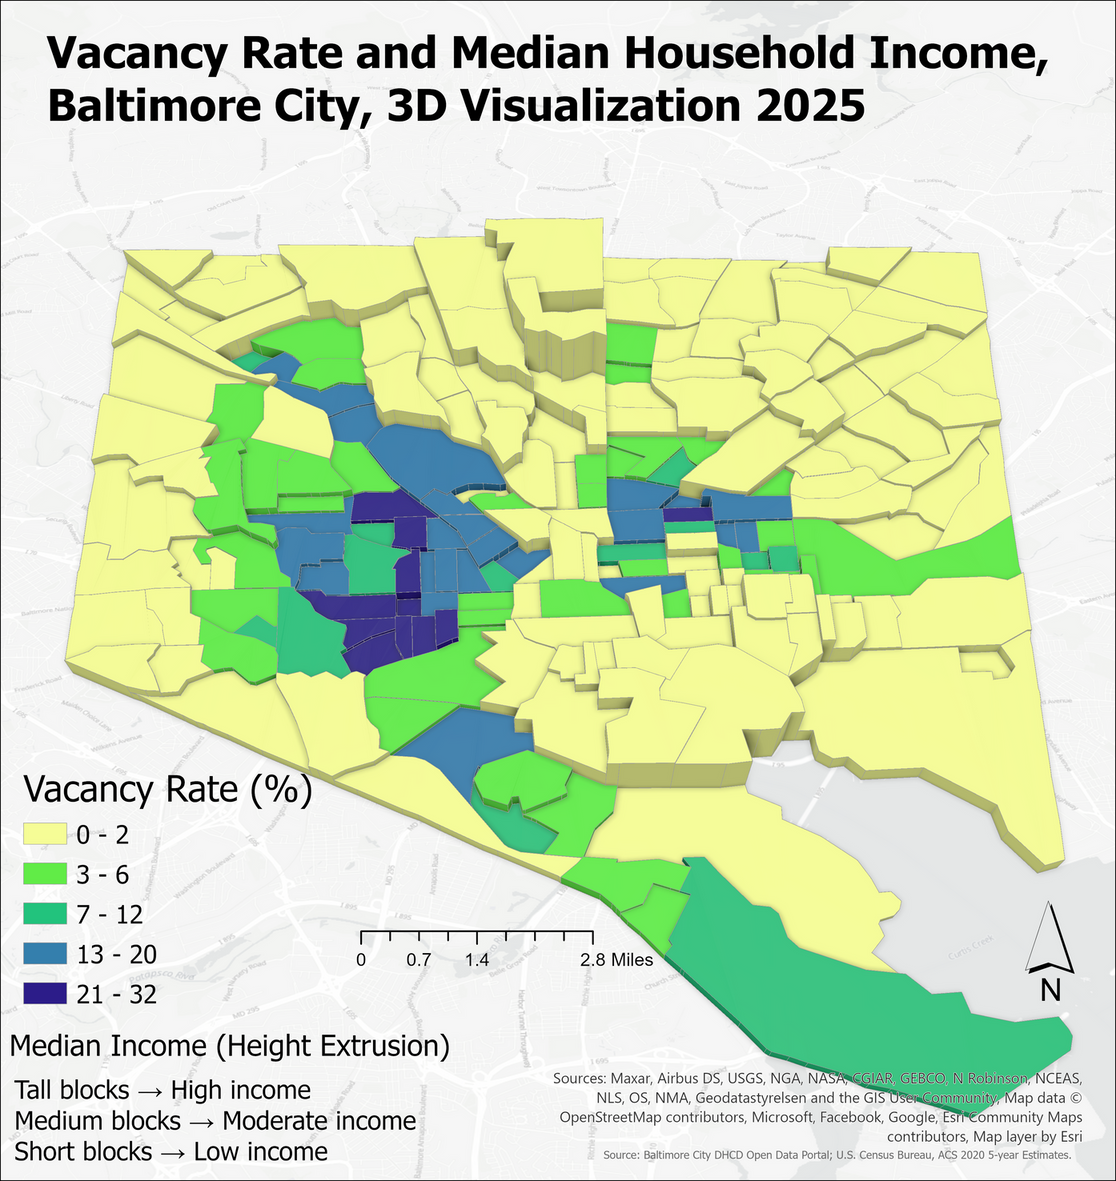 Vacancy Rate and Median Household Income,
Baltimore City, 3D Visualization 2025
Vacancy Rate (%)
0 - 2
3 - 6
7 - 12
13 - 20
21 - 32
Median Income (Height Extrusion)
Tall blocks → High income
Medium blocks → Moderate income
Short blocks → Low income
0 0.7 1.4 2.8 Miles
N
Curtis Creek
Sources: Maxar, Airbus DS, USGS, NGA, NASA, CGIAR, GEBCO, N Robinson, NCEAS,
NLS, OS, NMA, Geodatastyrelsen and the GIS User Community, Map data ©
OpenStreetMap contributors, Microsoft, Facebook, Google, Esri Community Maps
contributors, Map layer by Esri
Source: Baltimore City DHCD Open Data Portal; U.S. Census Bureau, ACS 2020 5-year Estimates.